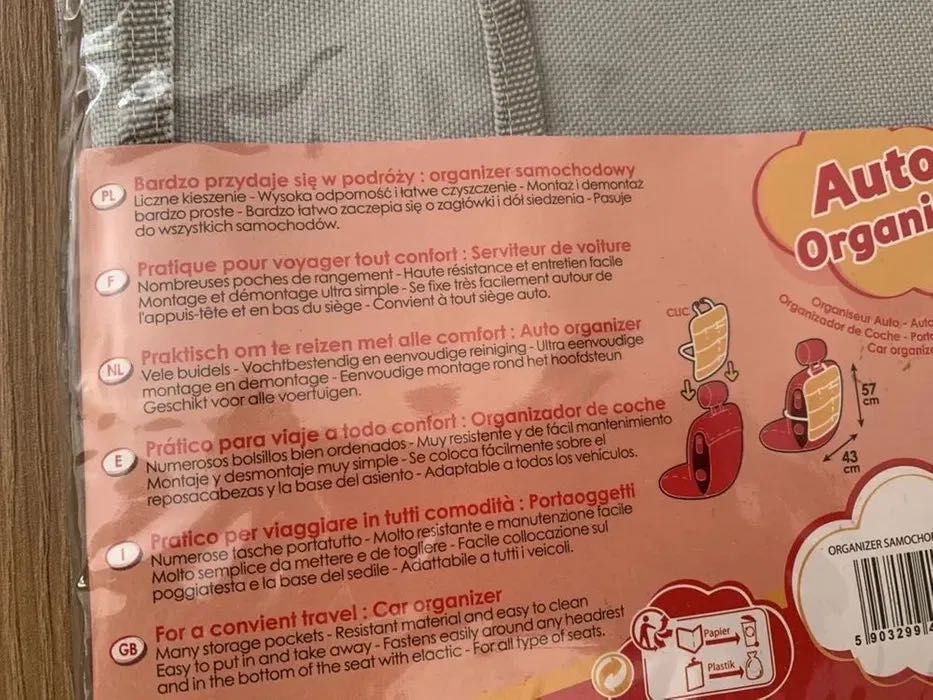 PL
Bardzo przydaje się w podróży : organizer samochodowy
Liczne kieszenie - Wysoka odporność i łatwe czyszczenie - Montaż i demontaż
bardzo proste - Bardzo łatwo zaczepia się o zagłówki i dół siedzenia - Pasuje
do wszystkich samochodów.
F
Pratique pour voyager tout confort : Serviteur de voiture
Nombreuses poches de rangement - Haute résistance et entretien facile
Montage et démontage ultra simple - Se fixe très facilement autour de
l'appuis-tête et en bas du siège - Convient à tout siège auto.
NL
Praktisch om te reizen met alle comfort : Auto organizer
Vele buidels - Vochtbestendig en eenvoudige reiniging - Ultra eenvoudige
montage en demontage - Eenvoudige montage rond het hoofdsteun
Geschikt voor alle voertuigen.
E
Prático para viaje a todo confort : Organizador de coche
Numerosos bolsillos bien ordenados - Muy resistente y de fácil mantenimiento
Montaje y desmontaje muy simple - Se coloca fácilmente sobre el
reposacabezas y la base del asiento - Adaptable a todos los vehículos.
I
Pratico per viaggiare in tutti comodità : Portaoggetti
Numerose tasche portatutto - Molto resistante e manutenzione facile
Molto semplice da mettere e de togliere - Facile collocazione sul
poggiatesta e la base del sedile - Adattabile a tutti i veicoli.
GB
For a convient travel : Car organizer
Many storage pockets - Resistant material and easy to clean
Easy to put in and take away - Fastens easily around any headrest
and in the bottom of the seat with elactic - For all type of seats.
Auto
Organi
Organiseur Auto - Auto
Organizador de Coche - Porta
Car organize
CLIC
57
cm
43
cm
ORGANIZER SAMOCHO
5 903299 4
Papier
Plastik